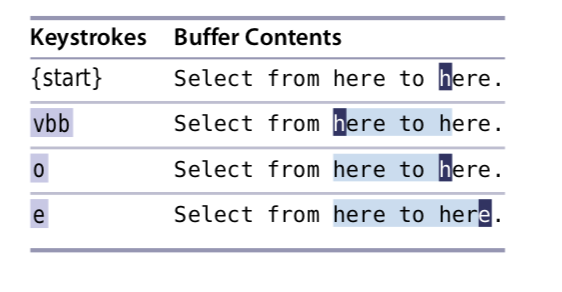 Keystrokes Buffer Contents
{start} Select from here to here.
vbb Select from here to here.
o Select from here to here.
e Select from here to here.